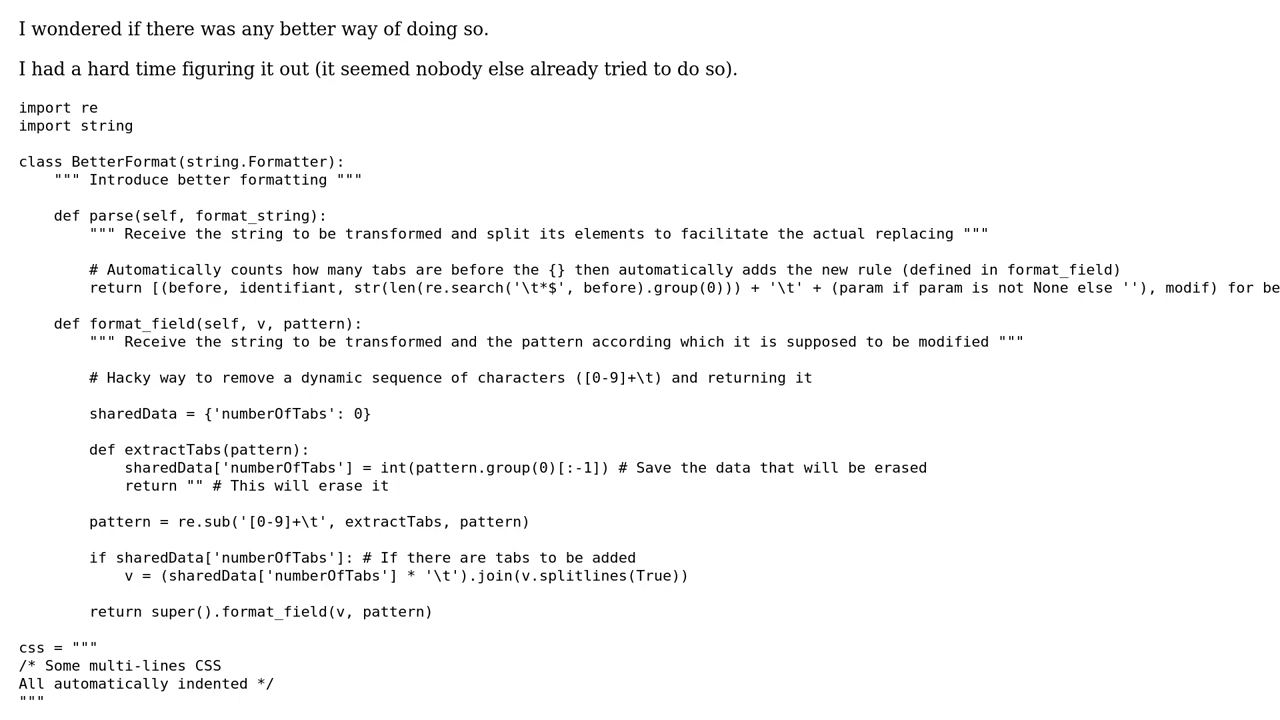 I wondered if there was any better way of doing so.
I had a hard time figuring it out (it seemed nobody else already tried to do so).
import re
import string
class BetterFormat(string.Formatter):
    """ Introduce better formatting """
    def parse(self, format_string):
        """ Receive the string to be transformed and split its elements to facilitate the actual replacing """
        # Automatically counts how many tabs are before the {} then automatically adds the new rule (defined in format_field)
        return [(before, identifiant, str(len(re.search('\t*$', before).group(0))) + '\t' + (param if param is not None else ''), modif) for be
    def format_field(self, v, pattern):
        """ Receive the string to be transformed and the pattern according which it is supposed to be modified """
        # Hacky way to remove a dynamic sequence of characters ([0-9]+\t) and returning it
        sharedData = {'numberOfTabs': 0}
        def extractTabs(pattern):
            sharedData['numberOfTabs'] = int(pattern.group(0)[:-1]) # Save the data that will be erased
            return "" # This will erase it
        pattern = re.sub('[0-9]+\t', extractTabs, pattern)
        if sharedData['numberOfTabs']: # If there are tabs to be added
            v = (sharedData['numberOfTabs'] * '\t').join(v.splitlines(True))
        return super().format_field(v, pattern)
css = """
/* Some multi-lines CSS
All automatically indented */
"""